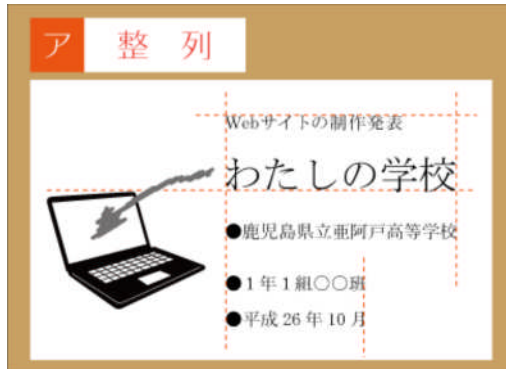 ア 整列
Webサイトの制作発表
わたしの学校
●鹿児島県立亜阿戸高等学校
●1年1組〇〇班
●平成26年10月